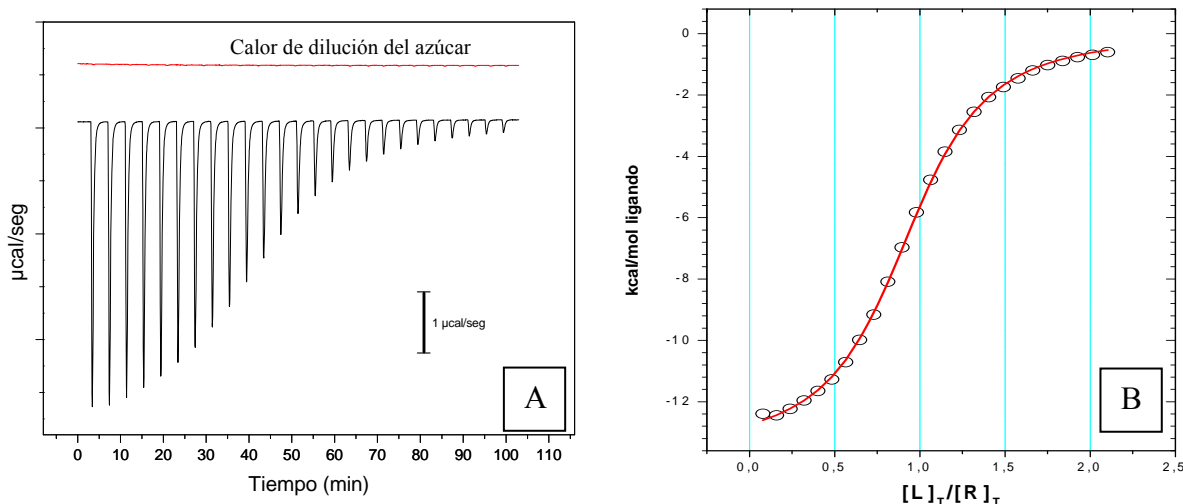 Calor de dilución del azúcar
µcal/seg
1 µcal/seg
A
0 10 20 30 40 50 60 70 80 90 100 110
Tiempo (min)
kcal/mol ligando
0
-2
-4
-6
-8
-10
-12
B
0,0 0,5 1,0 1,5 2,0 2,5
[L]T/[R]T